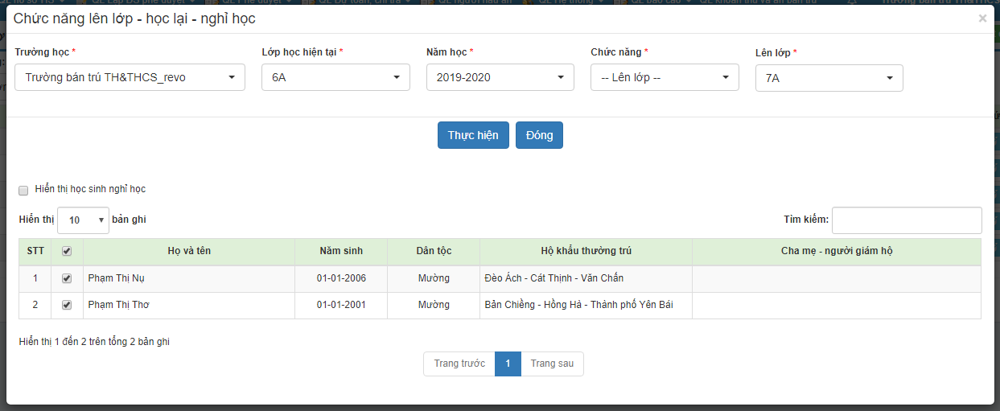 Chức năng lên lớp - học lại - nghỉ học ×
Trường học * Lớp học hiện tại * Năm học * Chức năng * Lên lớp *
Trường bán trú TH&THCS_revo 6A 2019-2020 -- Lên lớp -- 7A
Thực hiện Đóng
Hiển thị học sinh nghỉ học
Hiển thị 10 bản ghi Tìm kiếm:
STT Họ và tên Năm sinh Dân tộc Hộ khẩu thường trú Cha mẹ - người giám hộ
1 Phạm Thị Nụ 01-01-2006 Mường Đèo Ách - Cát Thịnh - Văn Chấn
2 Phạm Thị Thơ 01-01-2001 Mường Bản Chiềng - Hồng Hà - Thành phố Yên Bái
Hiển thị 1 đến 2 trên tổng 2 bản ghi
Trang trước 1 Trang sau